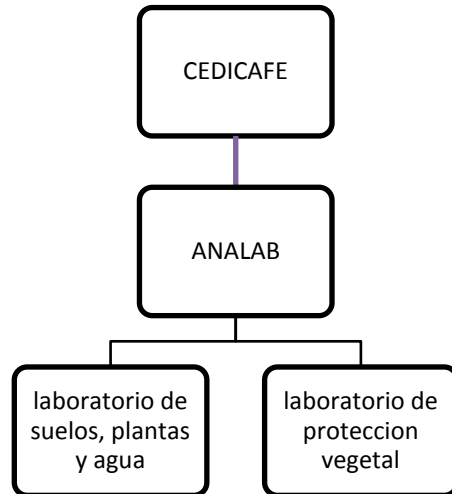 CEDICAFE
ANALAB
laboratorio de
suelos, plantas
y agua
laboratorio de
proteccion
vegetal